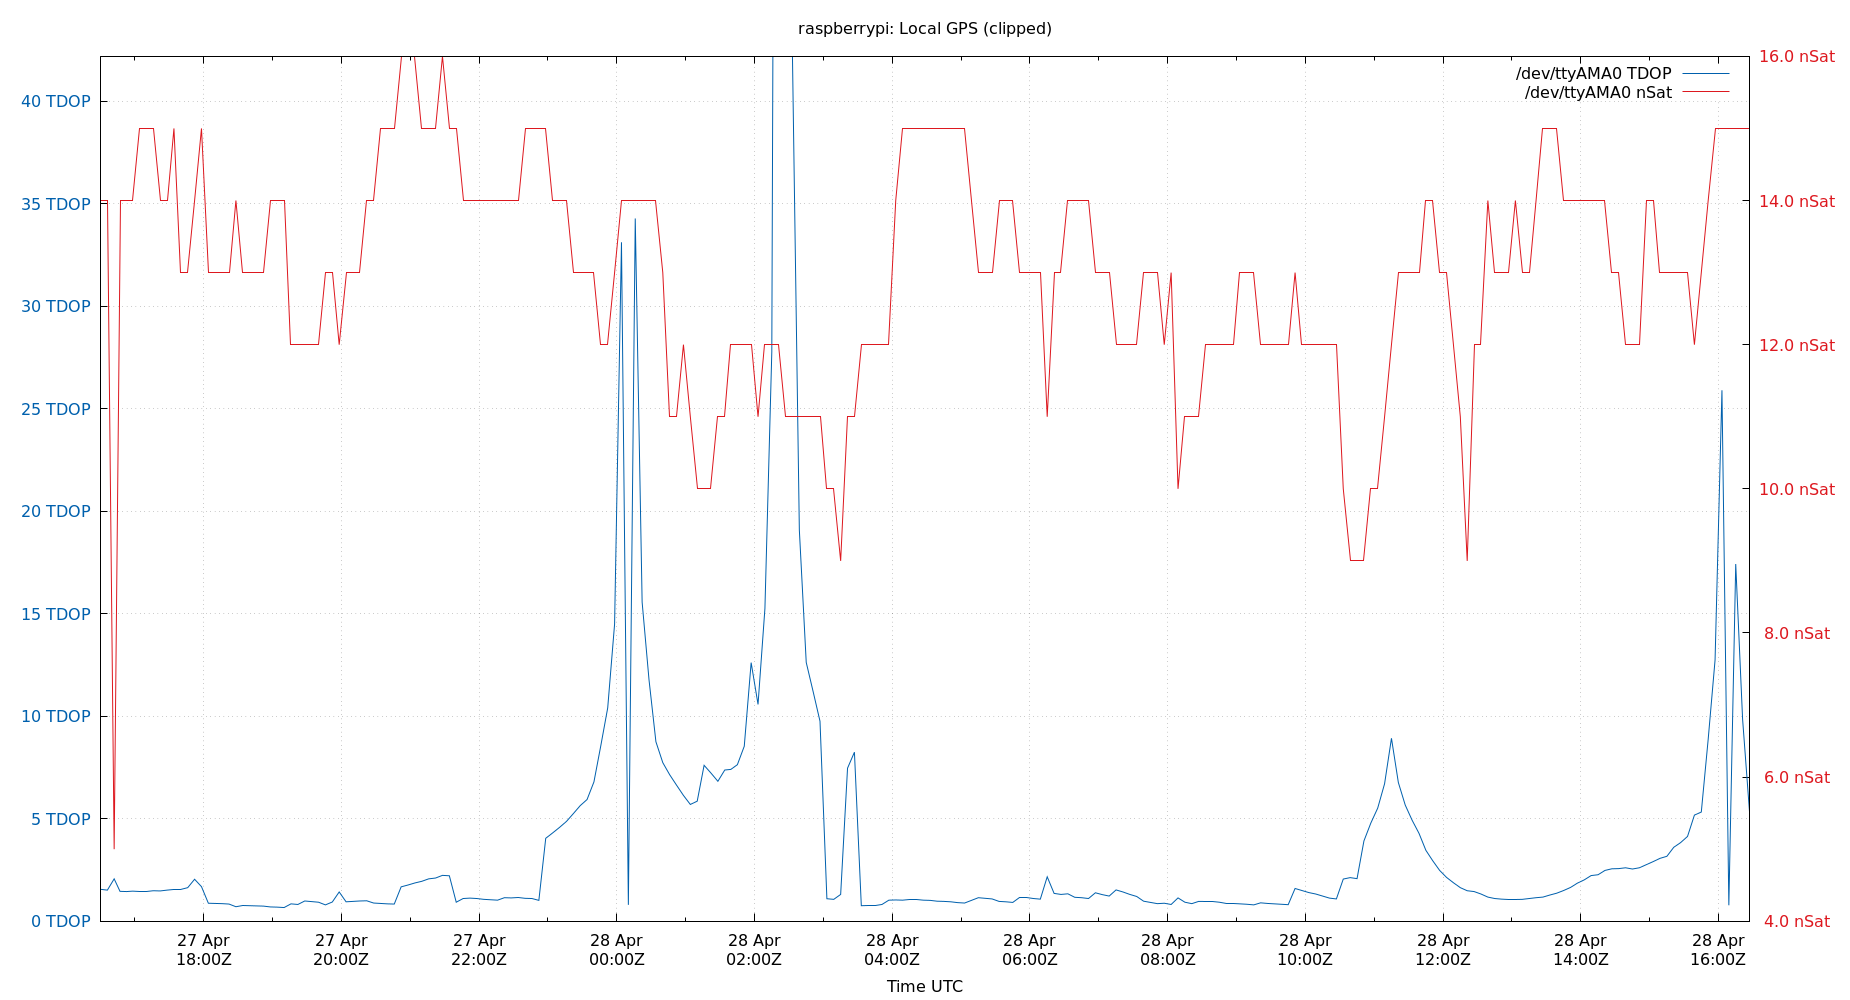 raspberrypi: Local GPS (clipped)
/dev/ttyAMA0 TDOP
/dev/ttyAMA0 nSat
40 TDOP
35 TDOP
30 TDOP
25 TDOP
20 TDOP
15 TDOP
10 TDOP
5 TDOP
0 TDOP
16.0 nSat
14.0 nSat
12.0 nSat
10.0 nSat
8.0 nSat
6.0 nSat
4.0 nSat
27 Apr
18:00Z
27 Apr
20:00Z
27 Apr
22:00Z
28 Apr
00:00Z
28 Apr
02:00Z
28 Apr
04:00Z
28 Apr
06:00Z
28 Apr
08:00Z
28 Apr
10:00Z
28 Apr
12:00Z
28 Apr
14:00Z
28 Apr
16:00Z
Time UTC